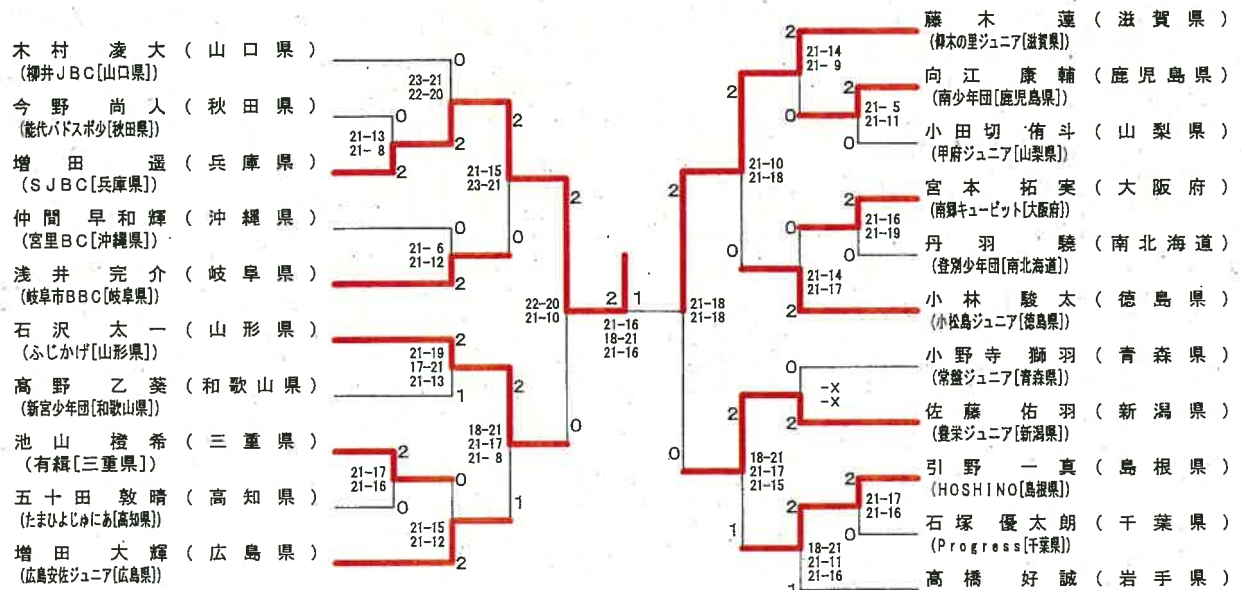 木村 凌大 (山口県)
(柳井JBC[山口県])
今野 尚人 (秋田県)
(能代バドスポ少[秋田県])
増田 遥 (兵庫県)
(SJBC[兵庫県])
仲間 早和輝 (沖縄県)
(宮里BC[沖縄県])
浅井 完介 (岐阜県)
(岐阜市BBC[岐阜県])
石沢 太一 (山形県)
(ふじかげ[山形県])
髙野 乙葵 (和歌山県)
(新宮少年団[和歌山県])
池山 橙希 (三重県)
(有緝[三重県])
五十田 敦晴 (高知県)
(たまひよじゅにあ[高知県])
増田 大輝 (広島県)
(広島安佐ジュニア[広島県])
0
23-21
22-20
2
0
21-13
21-8
2
2
21-15
23-21
0
0
21-6
21-12
2
2
22-20
21-10
0
2
21-19
17-21
21-13
1
2
18-21
21-17
21-8
1
2
21-17
21-16
0
0
21-15
21-12
2
2
1
21-16
18-21
21-16
2
21-18
21-18
0
2
21-10
21-18
0
2
21-14
21-9
0
2
21-5
21-11
0
2
21-16
21-19
0
0
21-14
21-17
2
0
-X
-X
2
2
18-21
21-17
21-15
1
2
21-17
21-16
0
2
18-21
21-11
21-16
1
藤木 蓮 (滋賀県)
(仰木の里ジュニア[滋賀県])
向江 康輔 (鹿児島県)
(南少年団[鹿児島県])
小田切 侑斗 (山梨県)
(甲府ジュニア[山梨県])
宮本 拓実 (大阪府)
(南郷キューピット[大阪府])
丹羽 驍 (南北海道)
(登別少年団[南北海道])
小林 駿太 (徳島県)
(小松島ジュニア[徳島県])
小野寺 獅羽 (青森県)
(常盤ジュニア[青森県])
佐藤 佑羽 (新潟県)
(豊栄ジュニア[新潟県])
引野 一真 (島根県)
(HOSHINO[島根県])
石塚 優太朗 (千葉県)
(Progress[千葉県])
高橋 好誠 (岩手県)